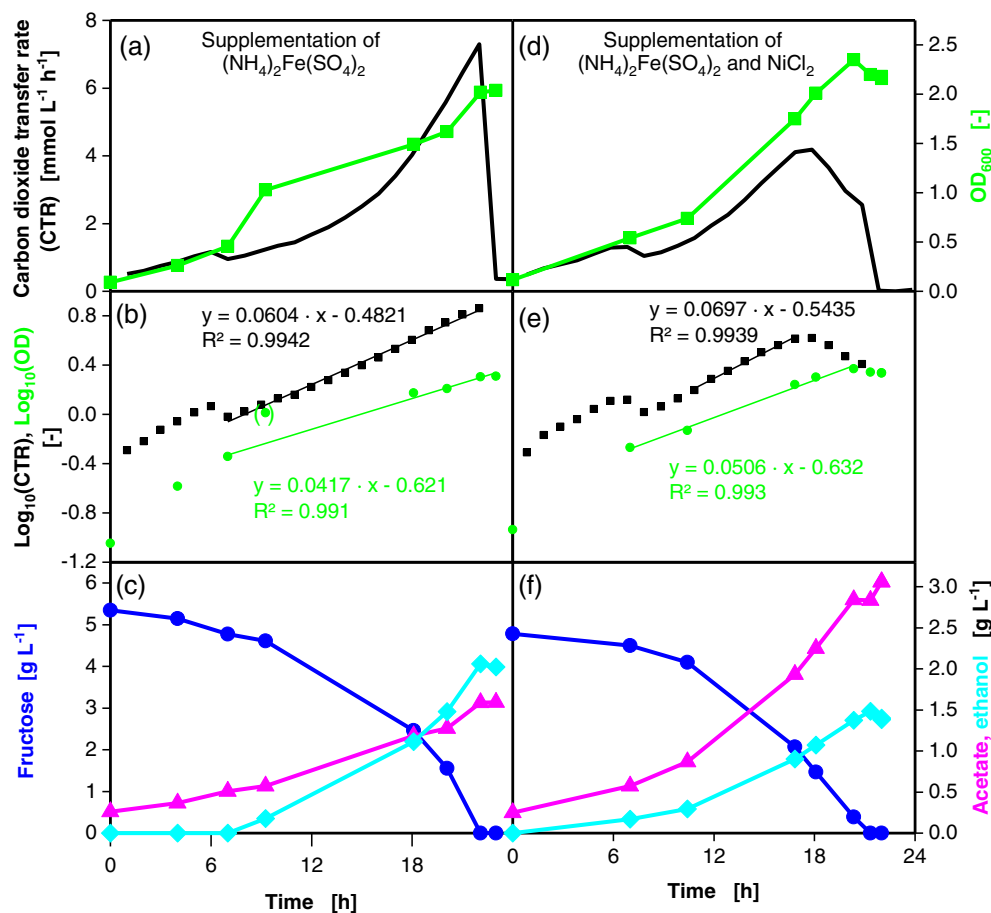 (a)
Supplementation of
(NH₄)₂Fe(SO₄)₂
(d)
Supplementation of
(NH₄)₂Fe(SO₄)₂ and NiCl₂
Carbon dioxide transfer rate
(CTR) [mmol L⁻¹ h⁻¹]
8
6
4
2
0
2.5
2.0
1.5
1.0
0.5
0.0
OD₆₀₀ [-]
(b)
y = 0.0604 · x - 0.4821
R² = 0.9942
( )
y = 0.0417 · x - 0.621
R² = 0.991
(e)
y = 0.0697 · x - 0.5435
R² = 0.9939
y = 0.0506 · x - 0.632
R² = 0.993
Log₁₀(CTR), Log₁₀(OD)
[-]
0.8
0.4
0.0
-0.4
-0.8
-1.2
(c)
(f)
Fructose [g L⁻¹]
6
5
4
3
2
1
0
3.0
2.5
2.0
1.5
1.0
0.5
0.0
Acetate, ethanol [g L⁻¹]
0 6 12 18
0 6 12 18 24
Time [h]
Time [h]